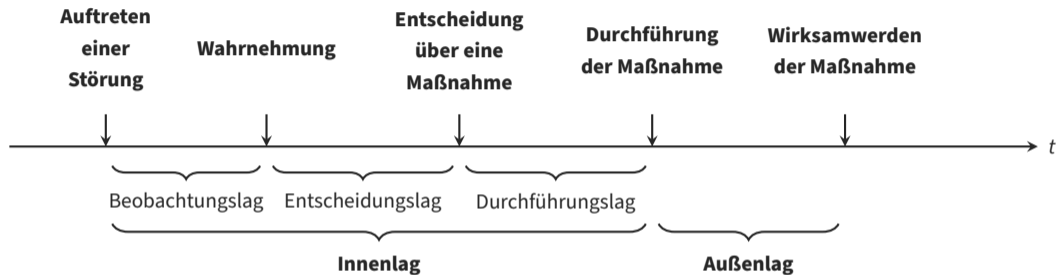 Auftreten
einer
Störung
Wahrnehmung
Entscheidung
über eine
Maßnahme
Durchführung
der Maßnahme
Wirksamwerden
der Maßnahme
t
Beobachtungslag
Entscheidungslag
Durchführungslag
Innenlag
Außenlag